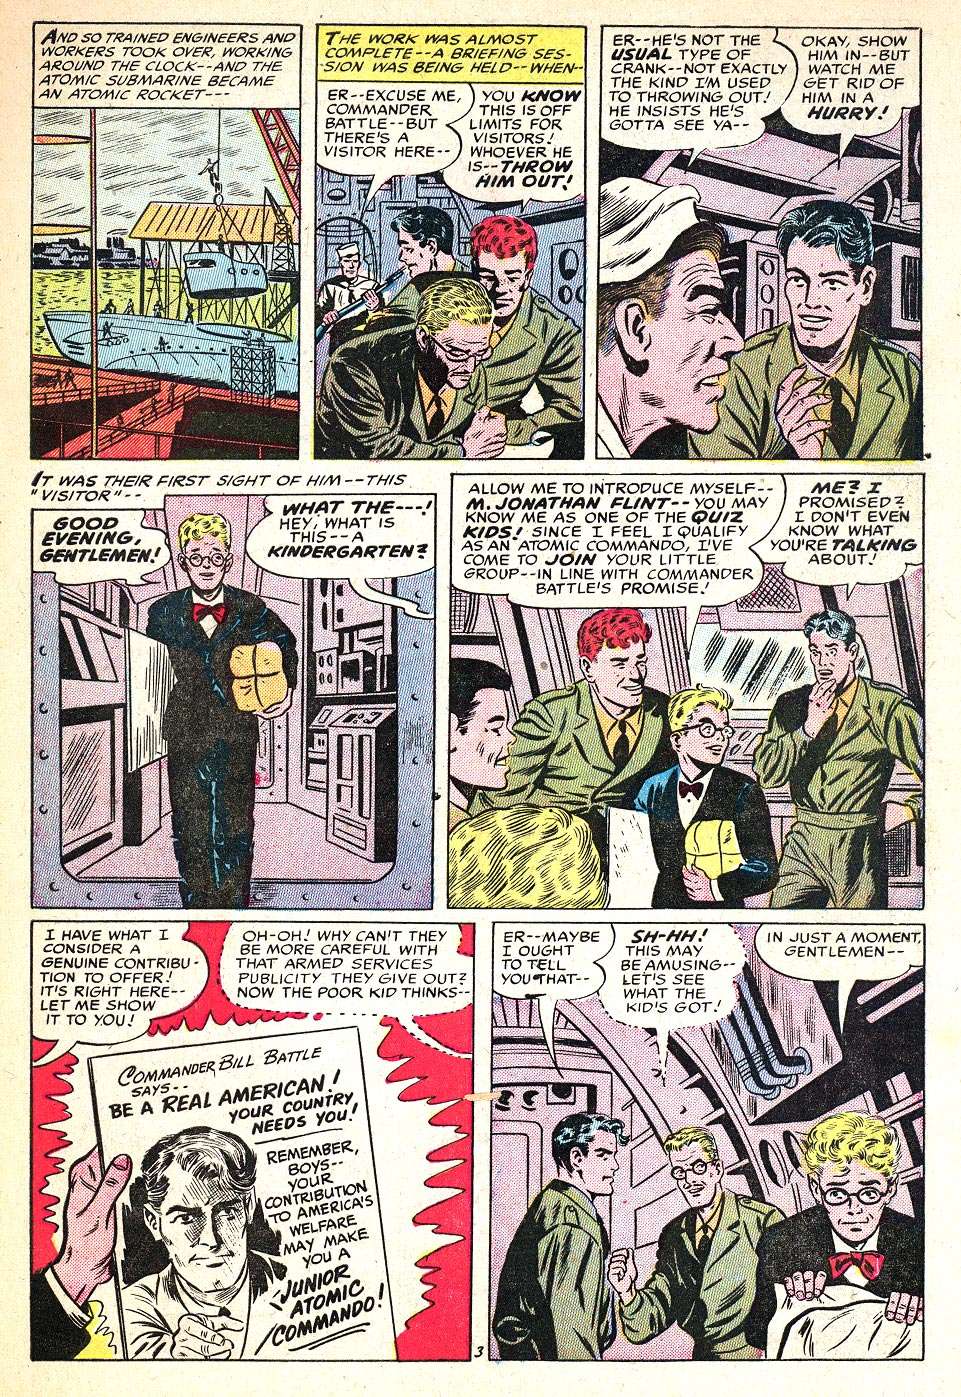 AND SO TRAINED ENGINEERS AND
WORKERS TOOK OVER, WORKING
AROUND THE CLOCK--AND THE
ATOMIC SUBMARINE BECAME
AN ATOMIC ROCKET---
THE WORK WAS ALMOST
COMPLETE--A BRIEFING SES-
SION WAS BEING HELD--WHEN--
ER--EXCUSE ME,
COMMANDER
BATTLE--BUT
THERE'S A
VISITOR HERE--
YOU KNOW
THIS IS OFF
LIMITS FOR
VISITORS!
WHOEVER HE
IS--THROW
HIM OUT!
ER--HE'S NOT THE
USUAL TYPE OF
CRANK--NOT EXACTLY
THE KIND I'M USED
TO THROWING OUT!
HE INSISTS HE'S
GOTTA SEE YA--
OKAY, SHOW
HIM IN--BUT
WATCH ME
GET RID OF
HIM IN A
HURRY!
IT WAS THEIR FIRST SIGHT OF HIM--THIS
"VISITOR"--
GOOD
EVENING,
GENTLEMEN!
WHAT THE---!
HEY, WHAT IS
THIS--A
KINDERGARTEN?
ALLOW ME TO INTRODUCE MYSELF--
M. JONATHAN FLINT--YOU MAY
KNOW ME AS ONE OF THE QUIZ
KIDS! SINCE I FEEL I QUALIFY
AS AN ATOMIC COMMANDO, I'VE
COME TO JOIN YOUR LITTLE
GROUP--IN LINE WITH COMMANDER
BATTLE'S PROMISE!
ME? I
PROMISED?
I DON'T EVEN
KNOW WHAT
YOU'RE TALKING
ABOUT!
I HAVE WHAT I
CONSIDER A
GENUINE CONTRIBU-
TION TO OFFER!
IT'S RIGHT HERE--
LET ME SHOW
IT TO YOU!
OH-OH! WHY CAN'T THEY
BE MORE CAREFUL WITH
THAT ARMED SERVICES
PUBLICITY THEY GIVE OUT?
NOW THE POOR KID THINKS--
COMMANDER BILL BATTLE
SAYS--
BE A REAL AMERICAN!
YOUR COUNTRY
NEEDS YOU!
REMEMBER,
BOYS--
YOUR
CONTRIBUTION
TO AMERICA'S
WELFARE
MAY MAKE
YOU A
JUNIOR
ATOMIC
COMMANDO!
ER--MAYBE
I OUGHT
TO TELL
YOU THAT--
SH-HH!
THIS MAY
BE AMUSING--
LET'S SEE
WHAT THE
KID'S GOT!
IN JUST A MOMENT,
GENTLEMEN--
3